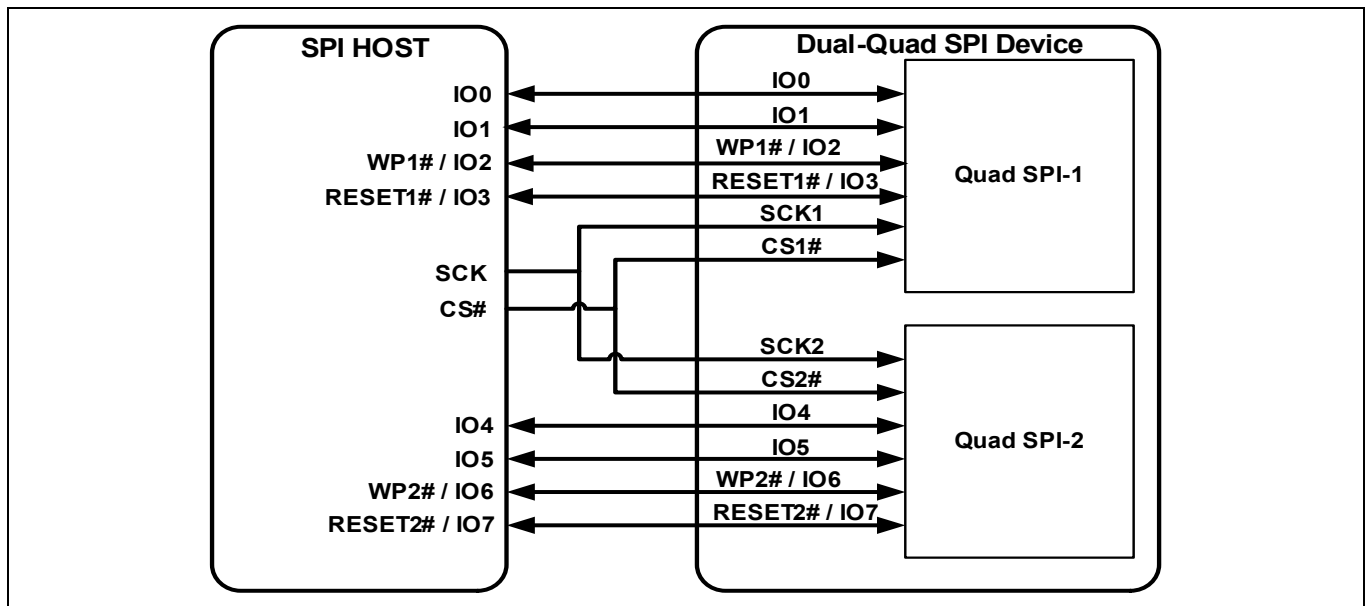 SPI HOST
Dual-Quad SPI Device
IO0
IO0
IO1
IO1
WP1# / IO2
WP1# / IO2
RESET1# / IO3
RESET1# / IO3
Quad SPI-1
SCK1
CS1#
SCK
CS#
SCK2
CS2#
IO4
IO4
Quad SPI-2
IO5
IO5
WP2# / IO6
WP2# / IO6
RESET2# / IO7
RESET2# / IO7